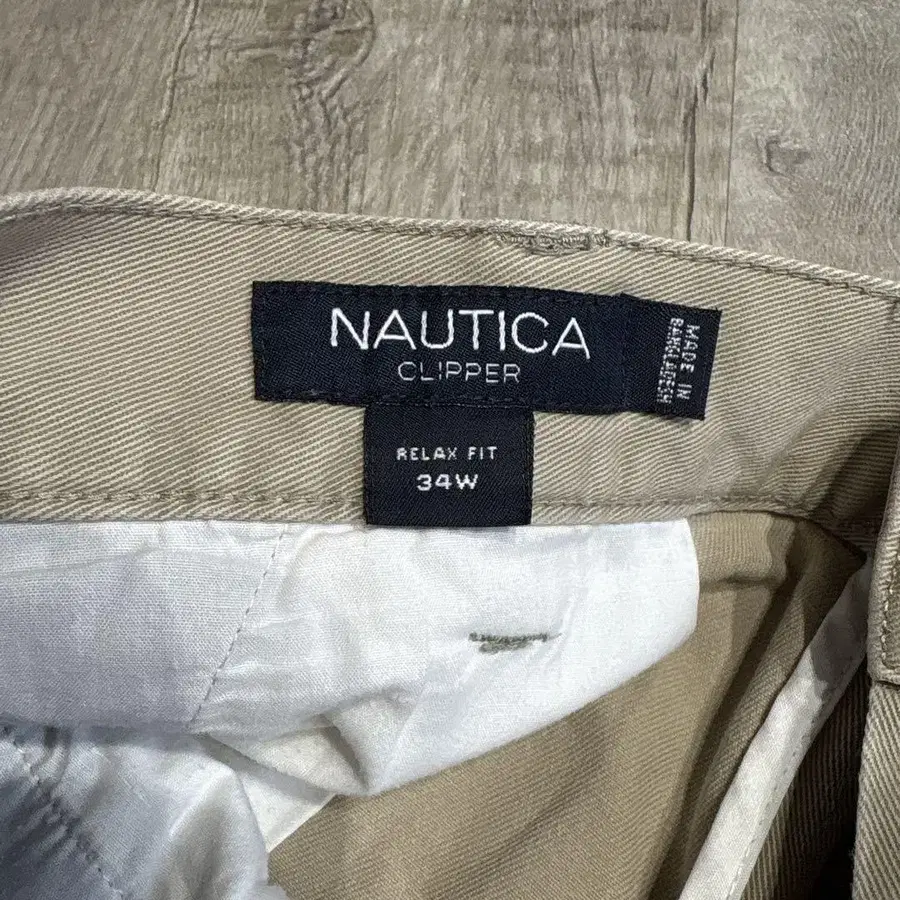 NAUTICA
CLIPPER
MADE IN
BANGLADESH
RELAX FIT
34W